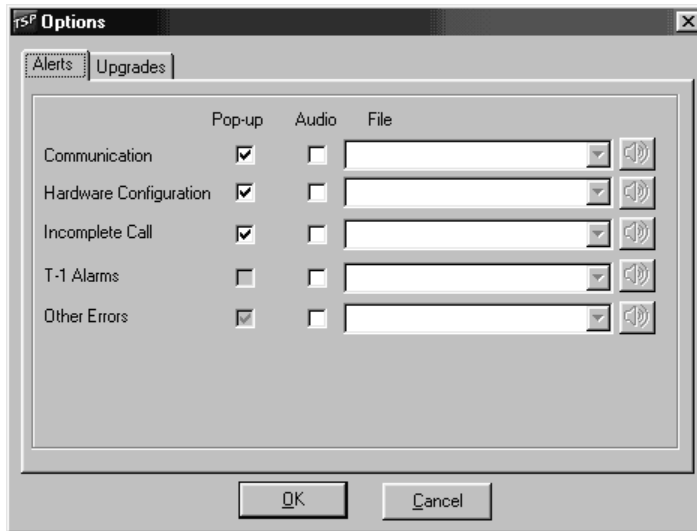 TSP Options
Alerts Upgrades
Pop-up Audio File
Communication
Hardware Configuration
Incomplete Call
T-1 Alarms
Other Errors
OK Cancel